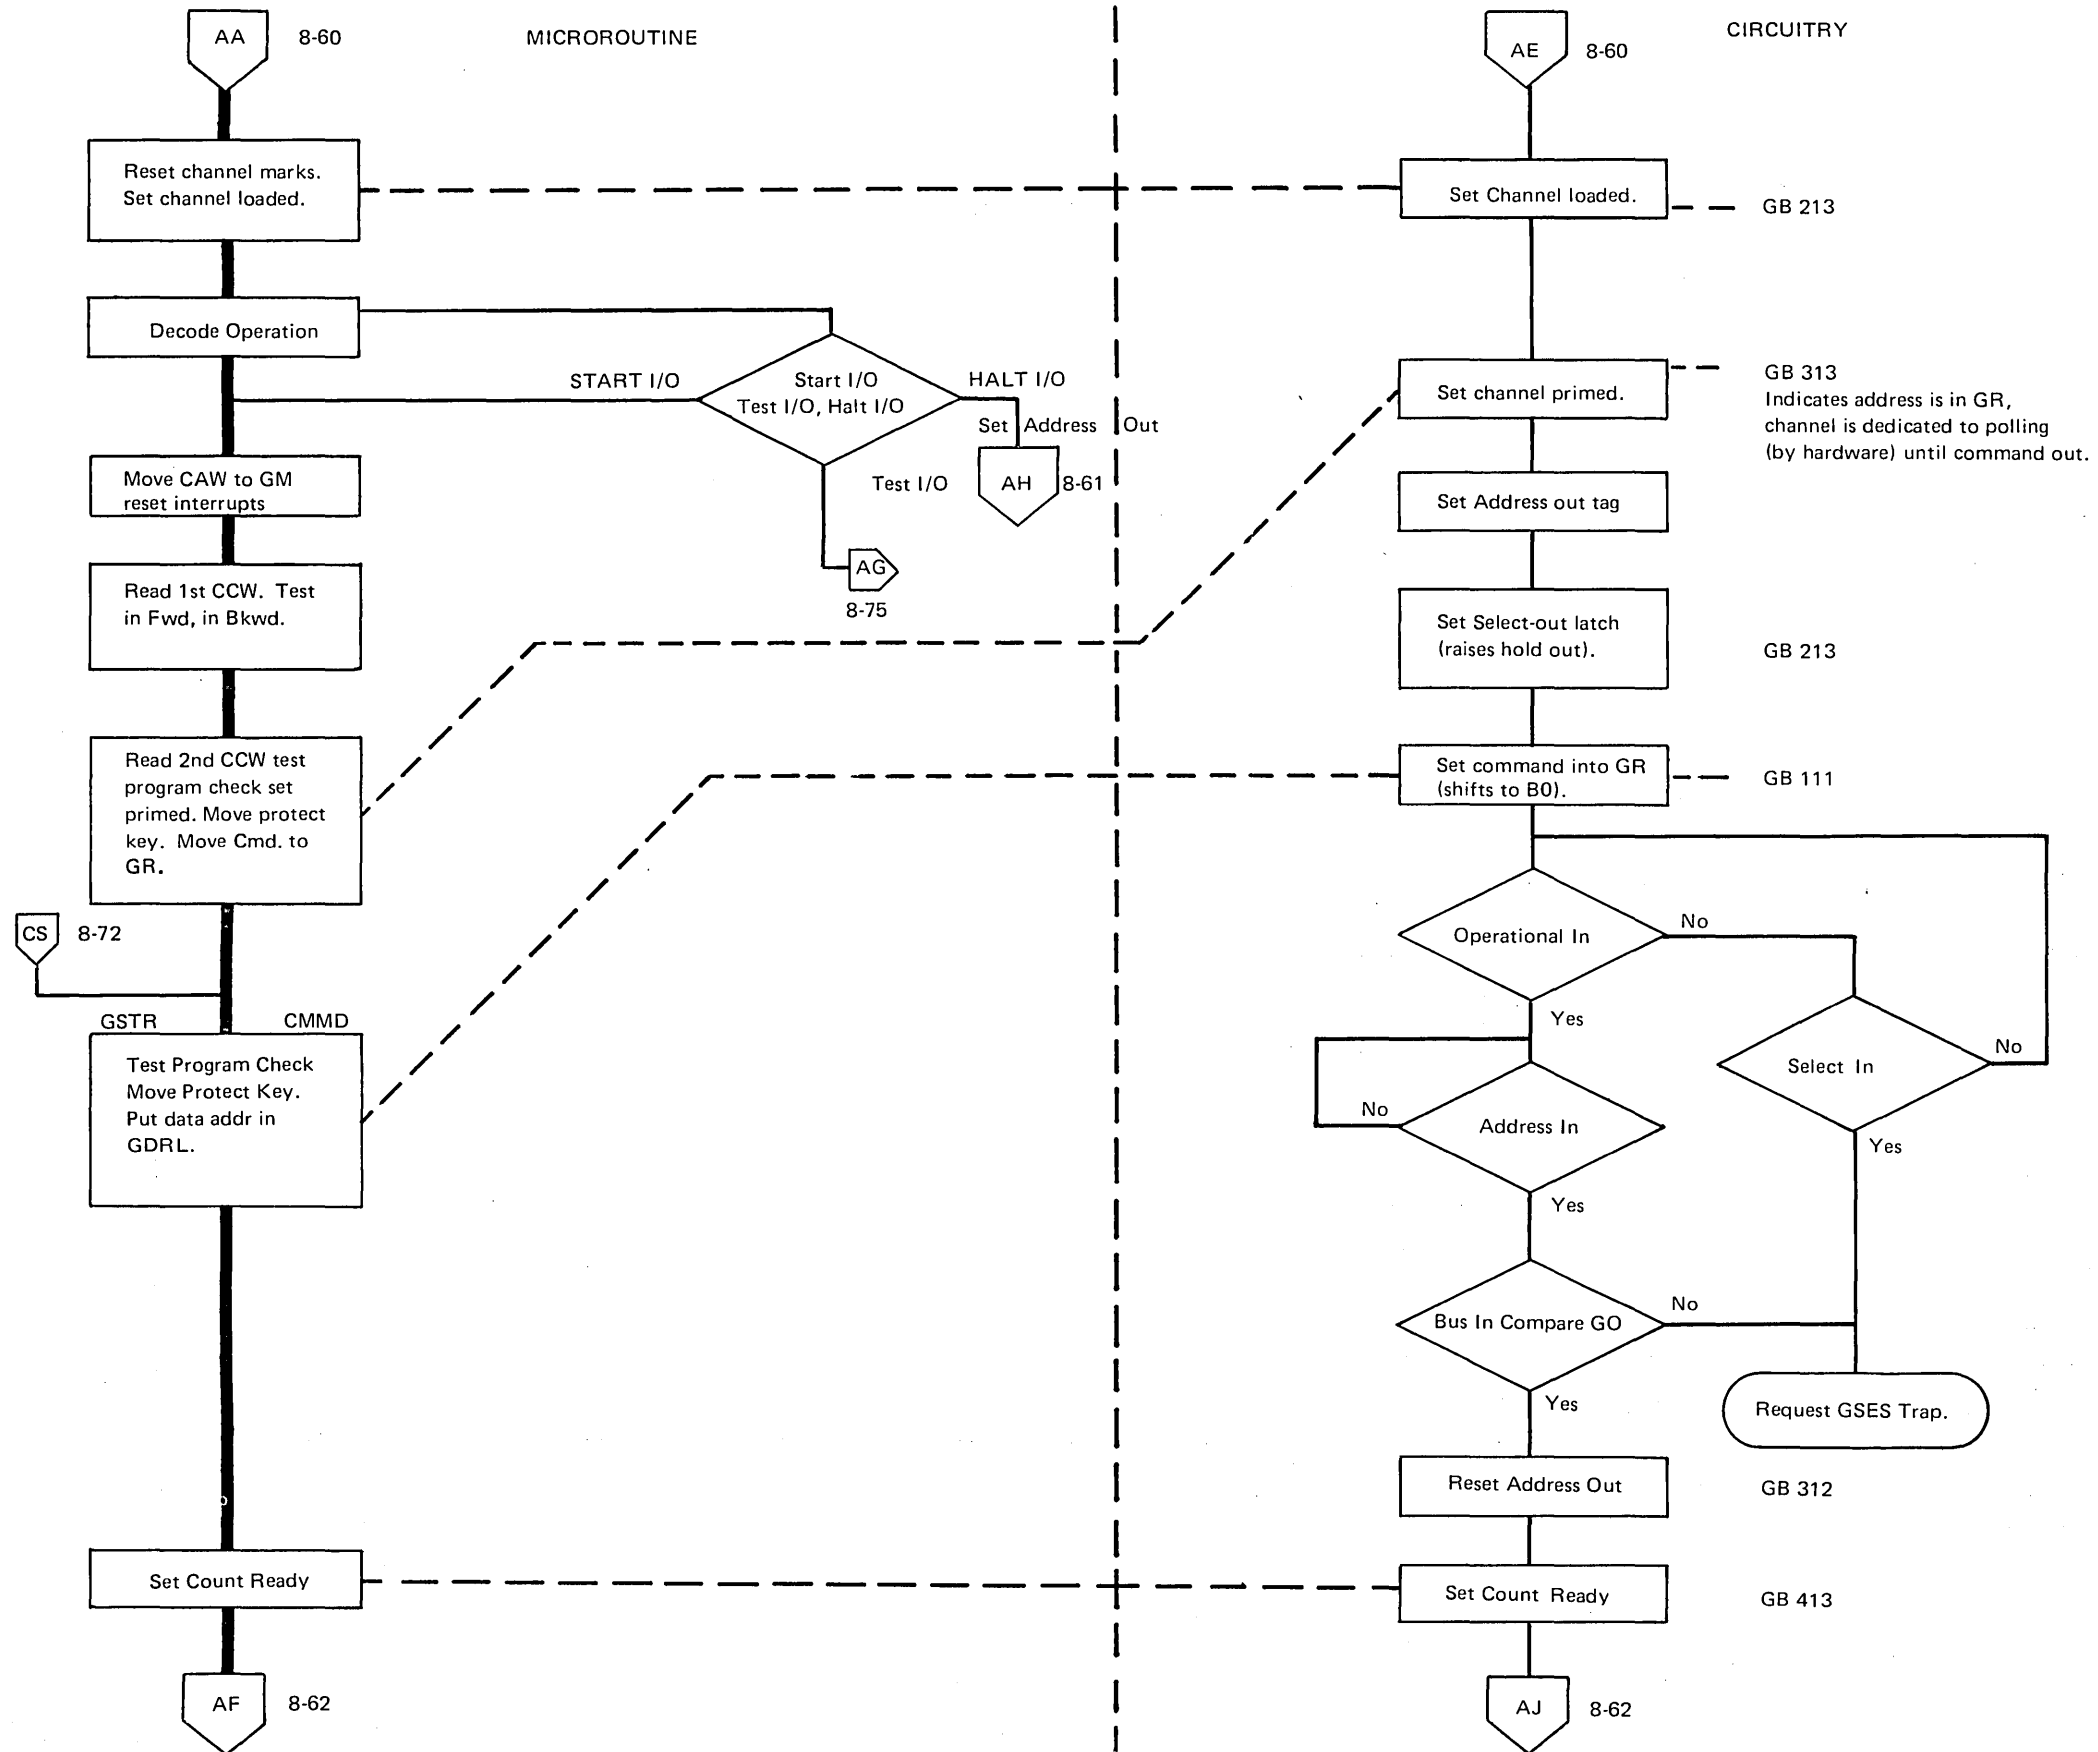 AA
8-60
MICROROUTINE
Reset channel marks.
Set channel loaded.
Decode Operation
START I/O
Start I/O
Test I/O, Halt I/O
HALT I/O
Set Address Out
AH
8-61
Test I/O
AG
8-75
Move CAW to GM
reset interrupts
Read 1st CCW. Test
in Fwd, in Bkwd.
Read 2nd CCW test
program check set
primed. Move protect
key. Move Cmd. to
GR.
CS
8-72
GSTR
CMMD
Test Program Check
Move Protect Key.
Put data addr in
GDRL.
Set Count Ready
AF
8-62
CIRCUITRY
AE
8-60
Set Channel loaded.
GB 213
Set channel primed.
GB 313
Indicates address is in GR,
channel is dedicated to polling
(by hardware) until command out.
Set Address out tag
Set Select-out latch
(raises hold out).
GB 213
Set command into GR
(shifts to B0).
GB 111
Operational In
No
Yes
Select In
No
Yes
Address In
No
Yes
Bus In Compare GO
No
Yes
Request GSES Trap.
Reset Address Out
GB 312
Set Count Ready
GB 413
AJ
8-62